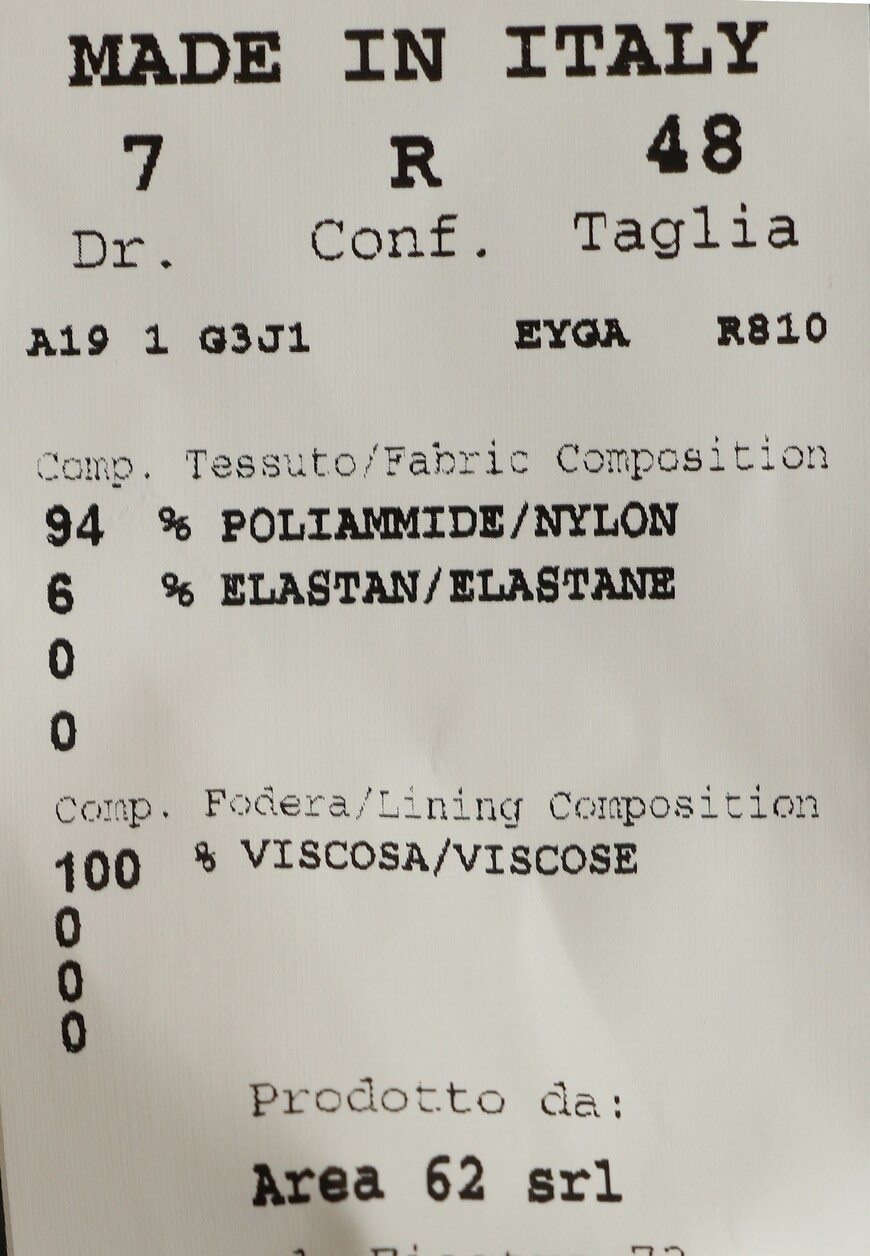 MADE IN ITALY
7 R 48
Dr. Conf. Taglia
A19 1 G3J1 EYGA R810
Comp. Tessuto/Fabric Composition
94 % POLIAMMIDE/NYLON
6 % ELASTAN/ELASTANE
0
0
Comp. Fodera/Lining Composition
100 % VISCOSA/VISCOSE
0
0
0
Prodotto da:
Area 62 srl